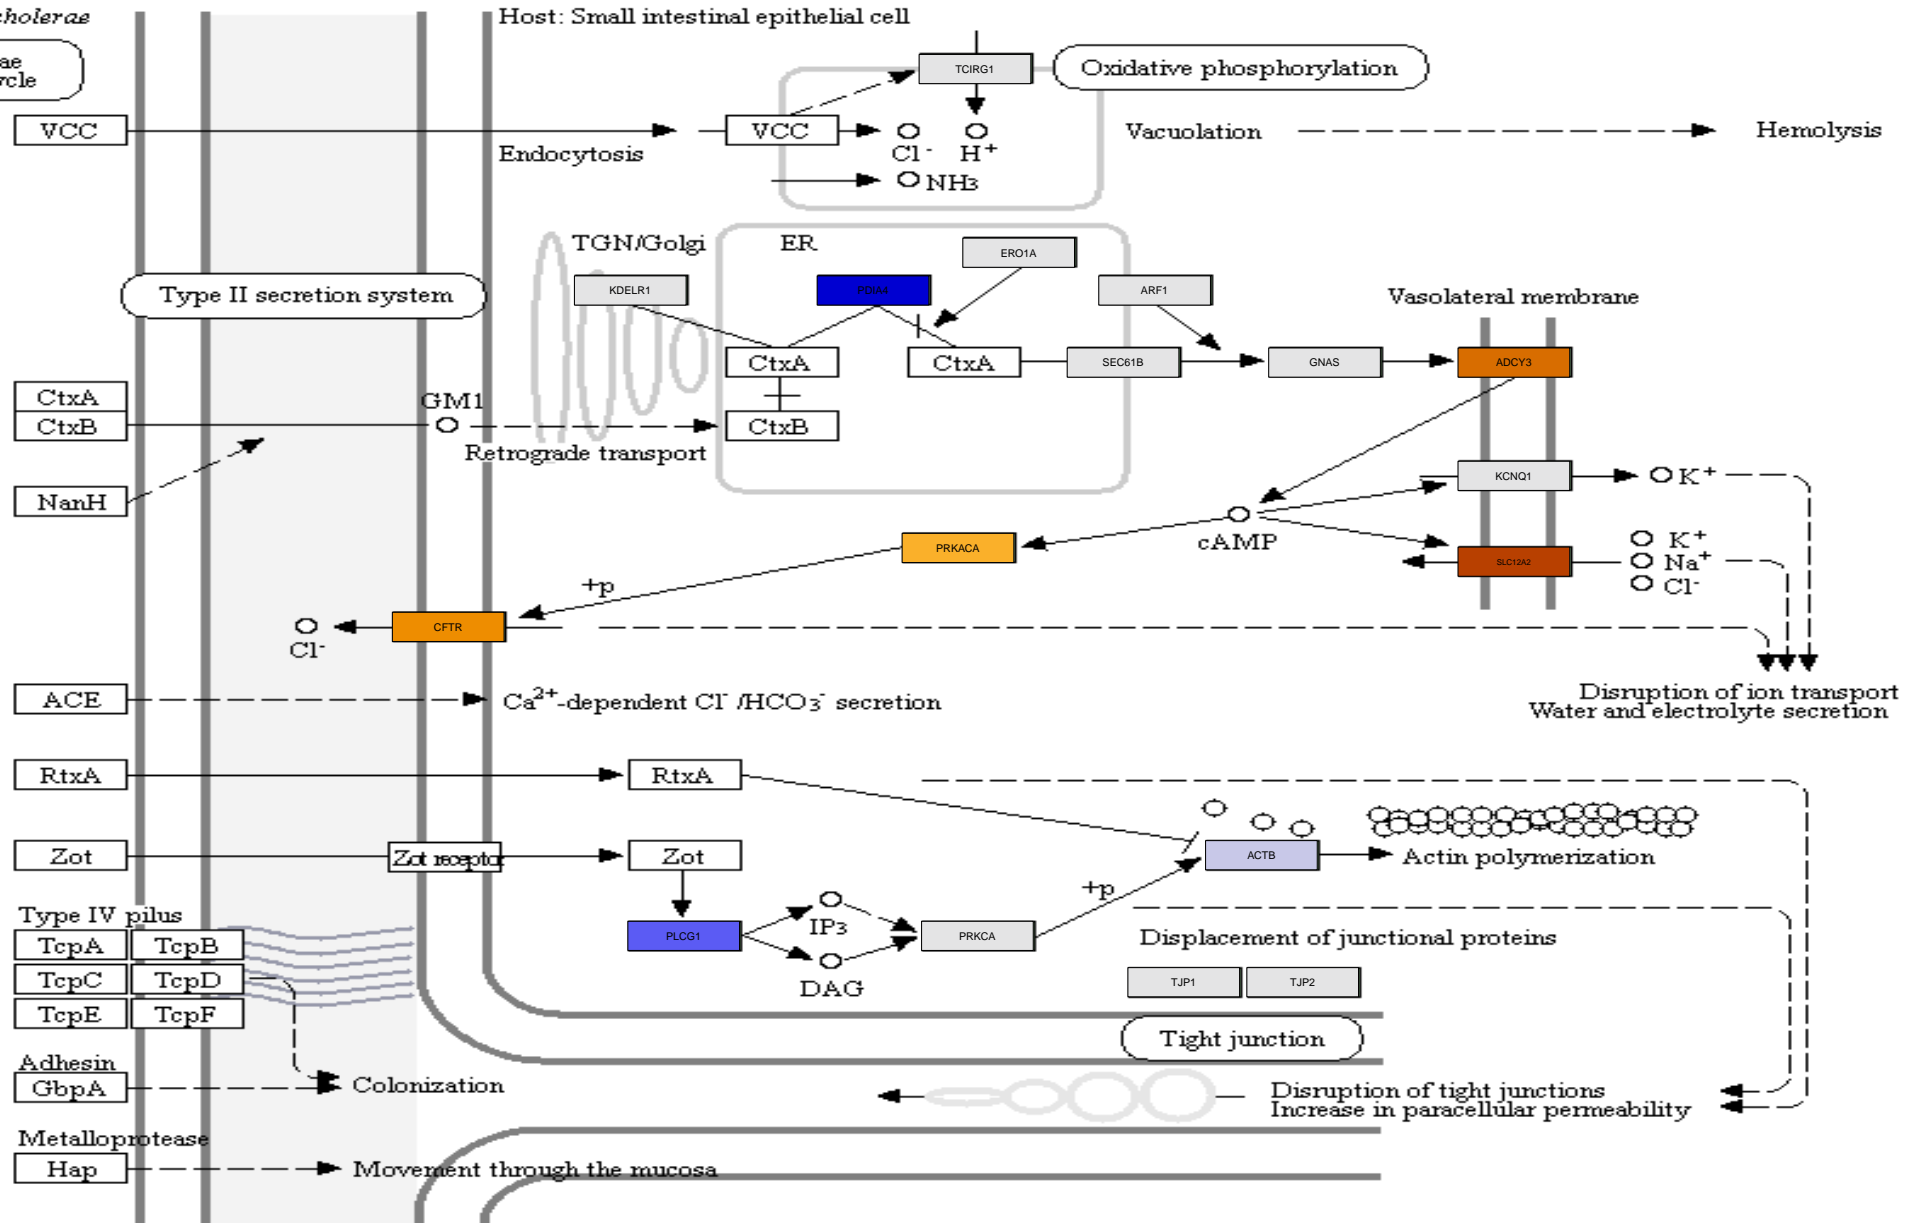 cholerae
Host: Small intestinal epithelial cell
ae
ycle
TCIRG1
Oxidative phosphorylation
VCC
VCC
Cl-
H+
Vacuolation
Hemolysis
Endocytosis
NH3
TGN/Golgi
ER
ERO1A
Type II secretion system
KDELR1
PDIA4
ARF1
Vasolateral membrane
CtxA
CtxA
SEC61B
GNAS
ADCY3
CtxA
CtxB
GM1
CtxB
Retrograde transport
NanH
KCNQ1
K+
cAMP
PRKACA
SLC12A2
K+
Na+
Cl-
+p
CFTR
Cl-
ACE
Ca2+-dependent Cl- /HCO3- secretion
Disruption of ion transport
Water and electrolyte secretion
RtxA
RtxA
Zot
Zot receptor
Zot
ACTB
Actin polymerization
+p
Type IV pilus
TcpA
TcpB
TcpC
TcpD
TcpE
TcpF
PLCG1
IP3
DAG
PRKCA
Displacement of junctional proteins
TJP1
TJP2
Tight junction
Adhesin
GbpA
Colonization
Disruption of tight junctions
Increase in paracellular permeability
Metalloprotease
Hap
Movement through the mucosa